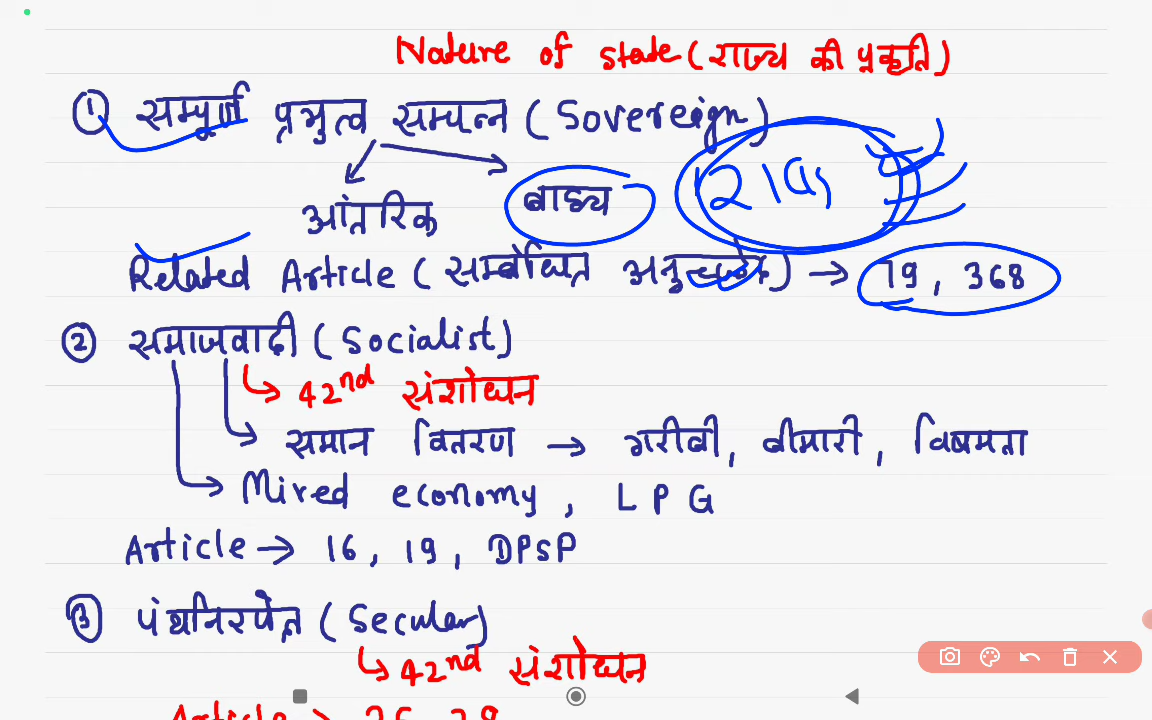 Nature of state (राज्य की प्रकृति)
① सम्पूर्ण प्रभुत्व सम्पन्न (Sovereign)
आंतरिक बाह्य
Related Article (सम्बंधित अनुच्छेद) → 19, 368
② समाजवादी (Socialist)
↳ 42nd संशोधन
समान वितरण → गरीबी, बीमारी, विषमता
Mixed economy, LPG
Article → 16, 19, DPSP
③ पंथनिरपेक्ष (Secular)
↳ 42nd संशोधन
Article →